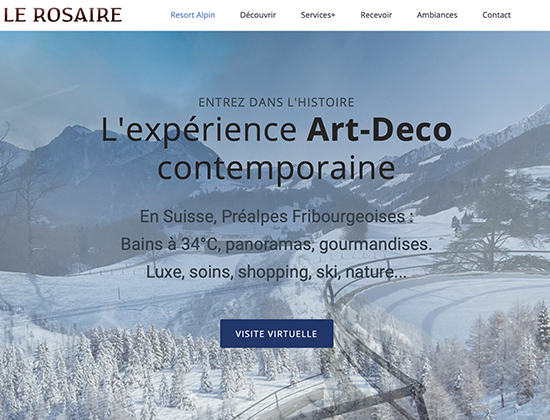 LE ROSAIRE
Resort Alpin Découvrir Services+ Recevoir Ambiances Contact
ENTREZ DANS L'HISTOIRE
L'expérience Art-Deco
contemporaine
En Suisse, Préalpes Fribourgeoises :
Bains à 34°C, panoramas, gourmandises.
Luxe, soins, shopping, ski, nature...
VISITE VIRTUELLE